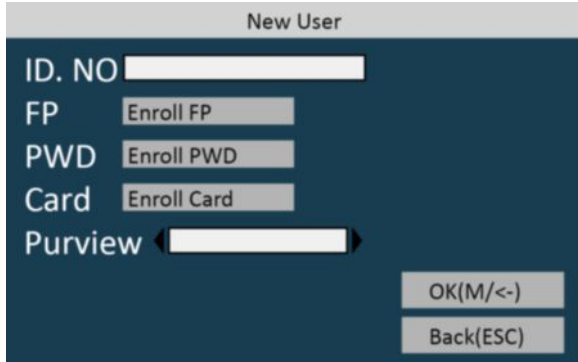 New User
ID. NO
FP Enroll FP
PWD Enroll PWD
Card Enroll Card
Purview
OK(M/<-)
Back(ESC)